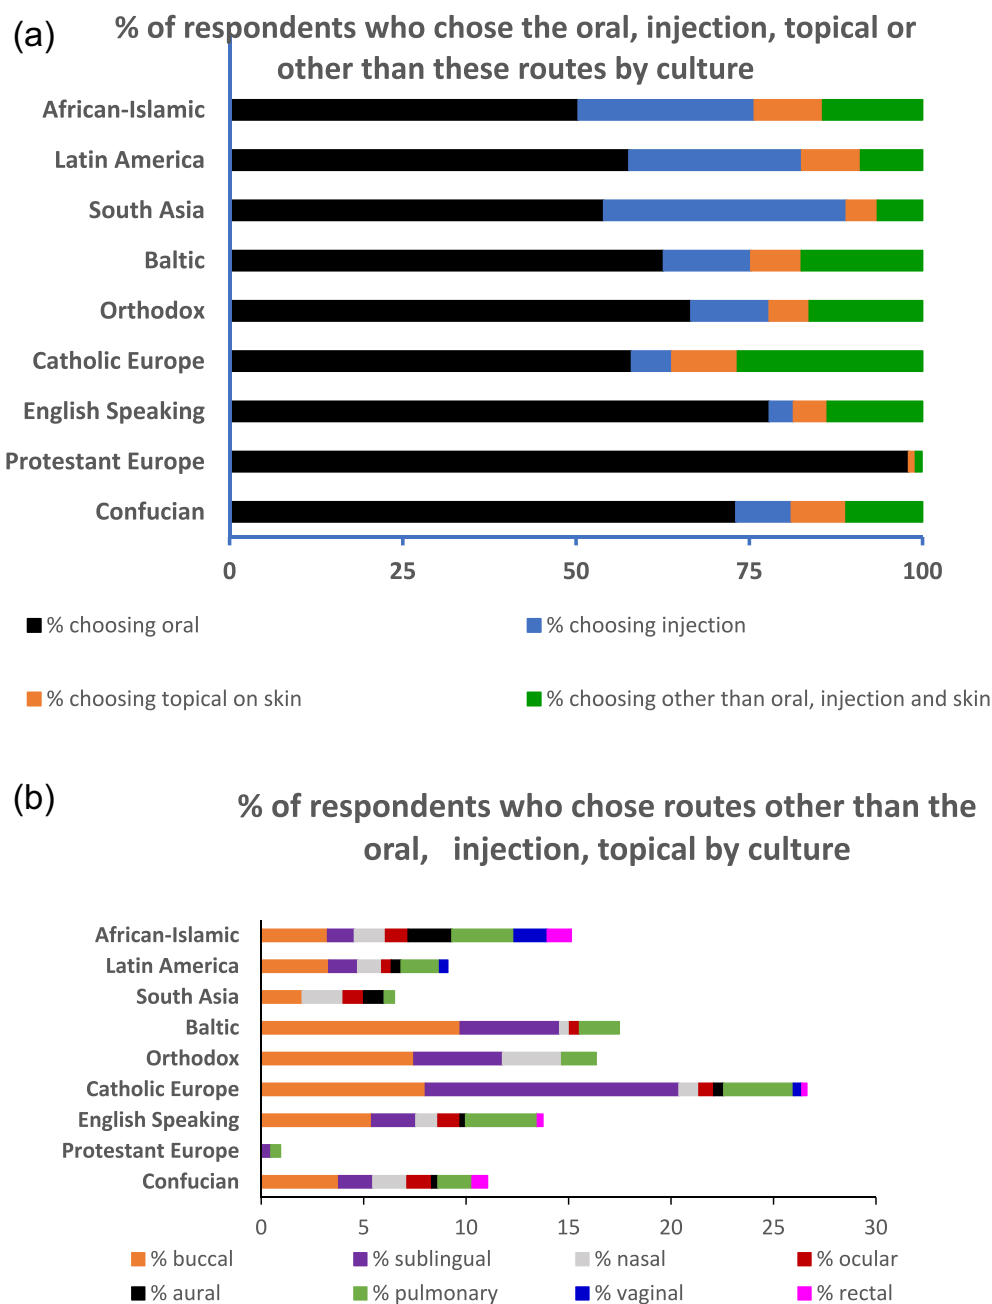 (a)
% of respondents who chose the oral, injection, topical or
other than these routes by culture
African-Islamic
Latin America
South Asia
Baltic
Orthodox
Catholic Europe
English Speaking
Protestant Europe
Confucian
0 25 50 75 100
% choosing oral % choosing injection
% choosing topical on skin % choosing other than oral, injection and skin
(b)
% of respondents who chose routes other than the
oral, injection, topical by culture
African-Islamic
Latin America
South Asia
Baltic
Orthodox
Catholic Europe
English Speaking
Protestant Europe
Confucian
0 5 10 15 20 25 30
% buccal % sublingual % nasal % ocular
% aural % pulmonary % vaginal % rectal